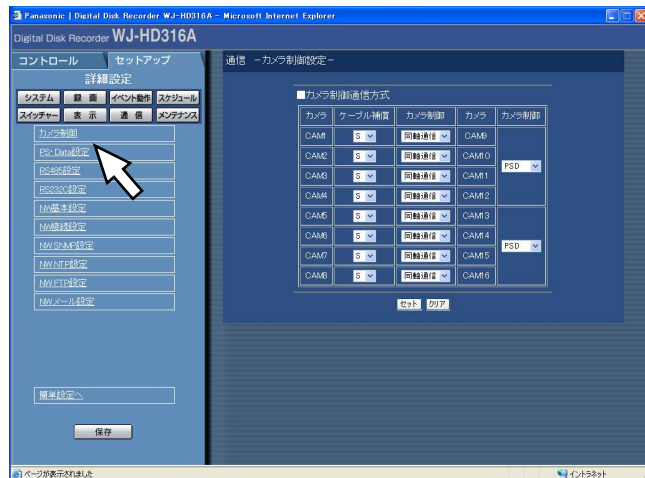 Panasonic | Digital Disk Recorder WJ-HD316A - Microsoft Internet Explorer
Digital Disk Recorder WJ-HD316A
コントロール セットアップ
詳細設定
システム 録 画 イベント動作 スケジュール
スイッチャー 表 示 通 信 メンテナンス
カメラ制御
PS・Data設定
RS485設定
RS232C設定
NW基本設定
NW接続設定
NW SNMP設定
NW NTP設定
NW FTP設定
NW メール設定
簡単設定へ
保存
通信 -カメラ制御設定-
■カメラ制御通信方式
カメラ ケーブル補償 カメラ制御 カメラ カメラ制御
CAM1 S 同軸通信 CAM9
CAM2 S 同軸通信 CAM10
PSD
CAM3 S 同軸通信 CAM11
CAM4 S 同軸通信 CAM12
CAM5 S 同軸通信 CAM13
CAM6 S 同軸通信 CAM14
PSD
CAM7 S 同軸通信 CAM15
CAM8 S 同軸通信 CAM16
セット クリア
ページが表示されました イントラネット